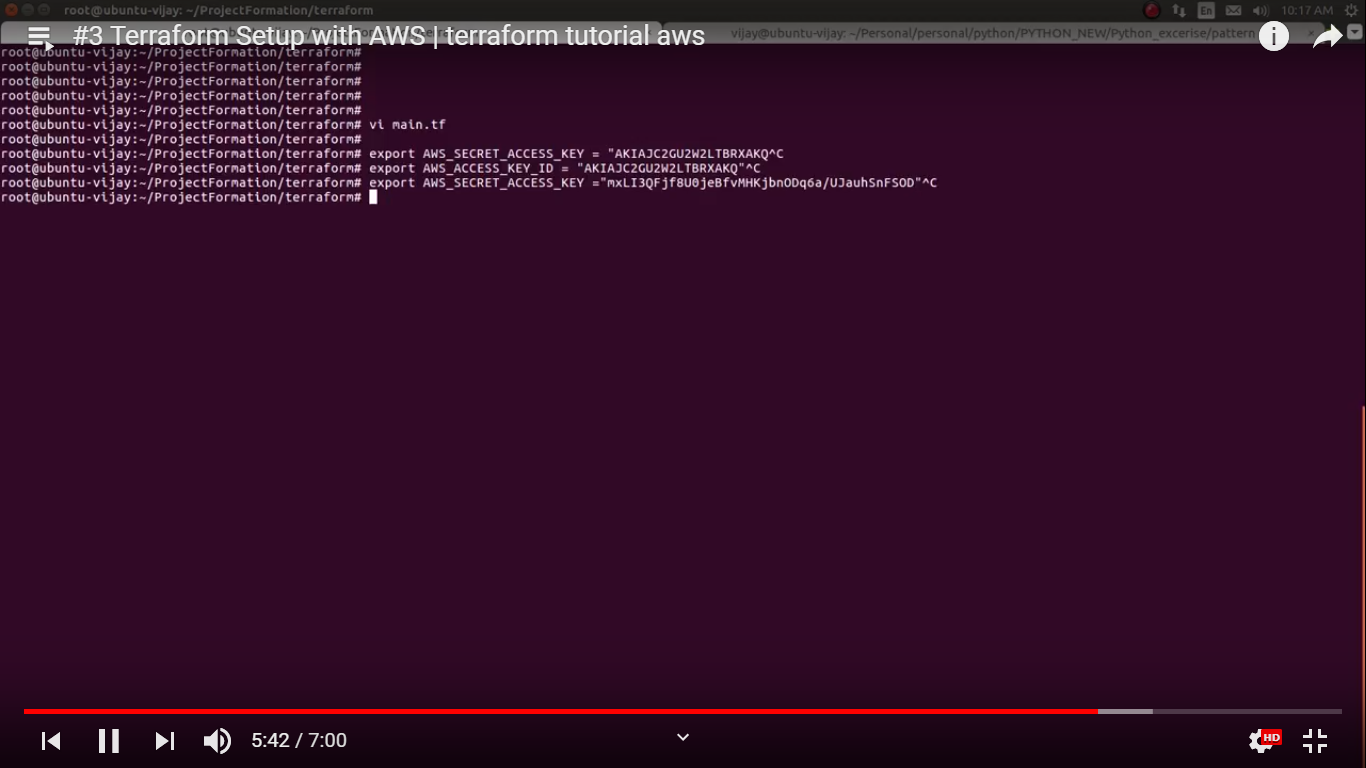 root@ubuntu-vijay: ~/ProjectFormation/terraform
En
10:17 AM
#3 Terraform Setup with AWS | terraform tutorial aws
vijay@ubuntu-vijay: ~/Personal/personal/python/PYTHON_NEW/Python_excerise/pattern
root@ubuntu-vijay:~/ProjectFormation/terraform#
root@ubuntu-vijay:~/ProjectFormation/terraform#
root@ubuntu-vijay:~/ProjectFormation/terraform#
root@ubuntu-vijay:~/ProjectFormation/terraform#
root@ubuntu-vijay:~/ProjectFormation/terraform#
root@ubuntu-vijay:~/ProjectFormation/terraform# vi main.tf
root@ubuntu-vijay:~/ProjectFormation/terraform#
root@ubuntu-vijay:~/ProjectFormation/terraform# export AWS_SECRET_ACCESS_KEY = "AKIAJC2GU2W2LTBRXAKQ^C
root@ubuntu-vijay:~/ProjectFormation/terraform# export AWS_ACCESS_KEY_ID = "AKIAJC2GU2W2LTBRXAKQ"^C
root@ubuntu-vijay:~/ProjectFormation/terraform# export AWS_SECRET_ACCESS_KEY ="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"^C
root@ubuntu-vijay:~/ProjectFormation/terraform#
5:42 / 7:00
HD